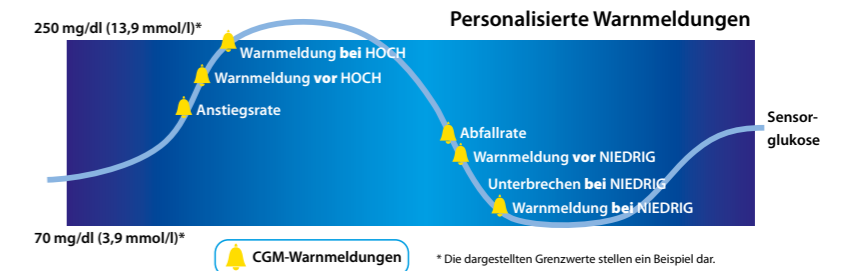 Personalisierte Warnmeldungen
250 mg/dl (13,9 mmol/l)*
Warnmeldung bei HOCH
Warnmeldung vor HOCH
Anstiegsrate
Sensor-
glukose
Abfallrate
Warnmeldung vor NIEDRIG
Unterbrechen bei NIEDRIG
Warnmeldung bei NIEDRIG
70 mg/dl (3,9 mmol/l)*
CGM-Warnmeldungen
* Die dargestellten Grenzwerte stellen ein Beispiel dar.